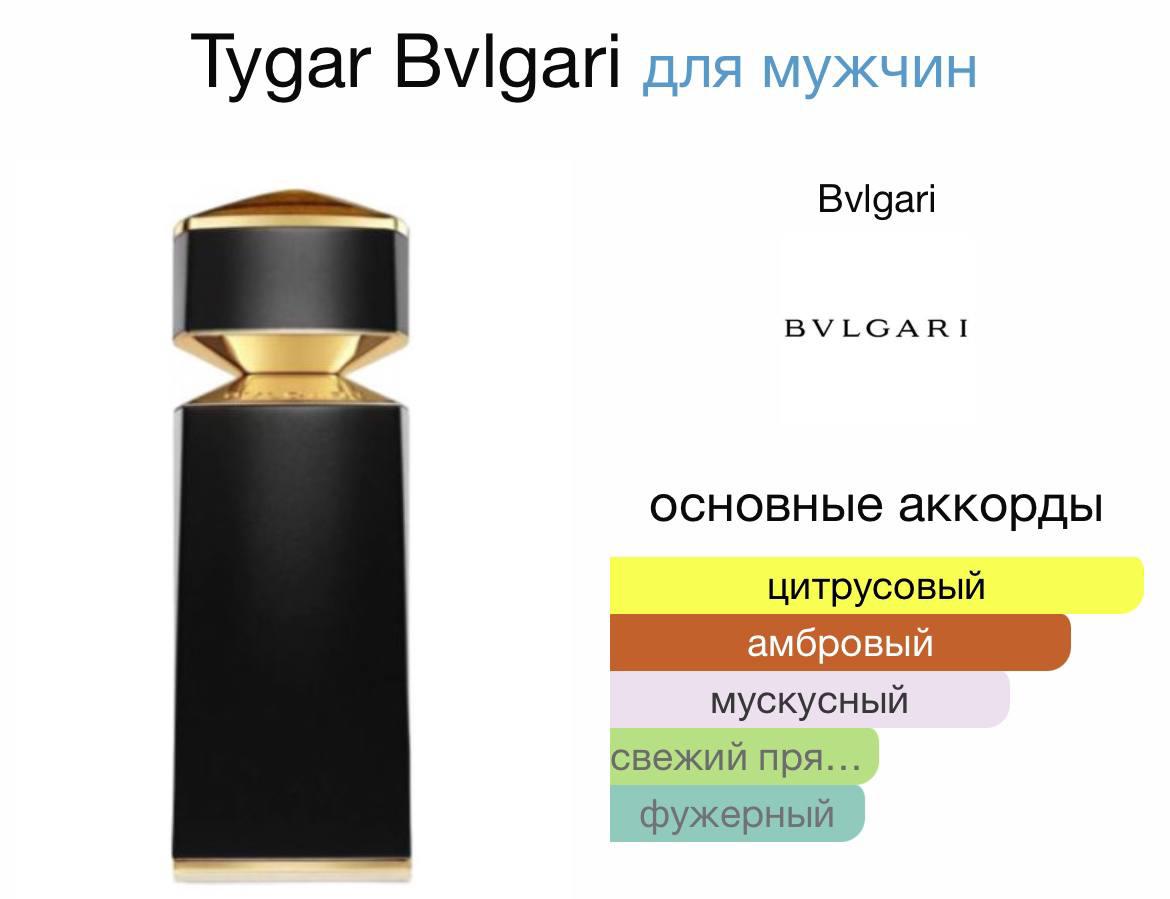 Tygar Bvlgari для мужчин
Bvlgari
BVLGARI
основные аккорды
цитрусовый
амбровый
мускусный
свежий пря...
фужерный